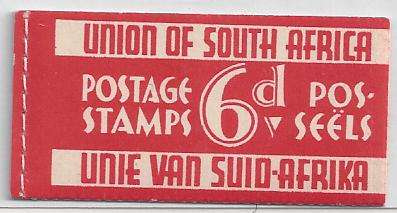 UNION OF SOUTH AFRICA
POSTAGE STAMPS
6d v
POS-SEËLS
UNIE VAN SUID-AFRIKA